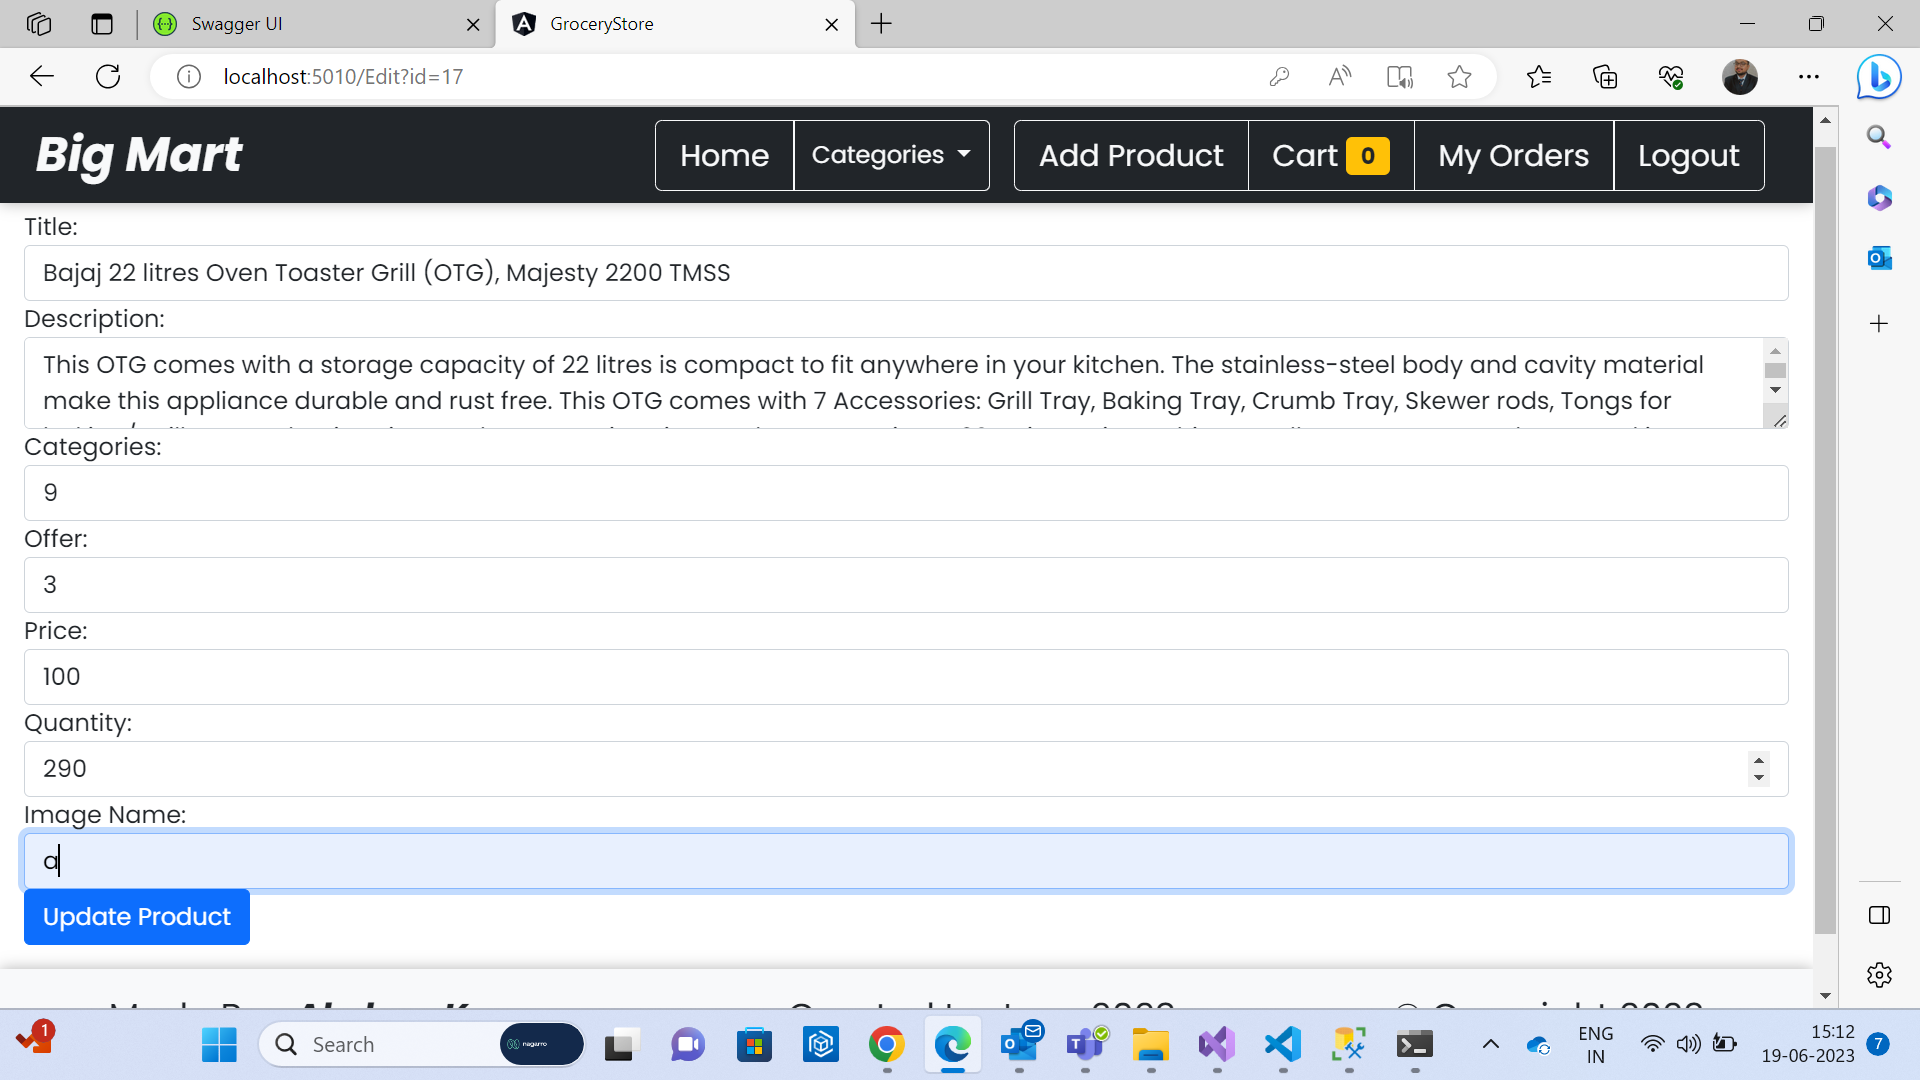 Swagger UI
GroceryStore
localhost:5010/Edit?id=17
Big Mart
Home
Categories
Add Product
Cart 0
My Orders
Logout
Title:
Bajaj 22 litres Oven Toaster Grill (OTG), Majesty 2200 TMSS
Description:
This OTG comes with a storage capacity of 22 litres is compact to fit anywhere in your kitchen. The stainless-steel body and cavity material
make this appliance durable and rust free. This OTG comes with 7 Accessories: Grill Tray, Baking Tray, Crumb Tray, Skewer rods, Tongs for
Categories:
9
Offer:
3
Price:
100
Quantity:
290
Image Name:
a
Update Product
1
Search
nagarro
ENG
IN
15:12
19-06-2023
7